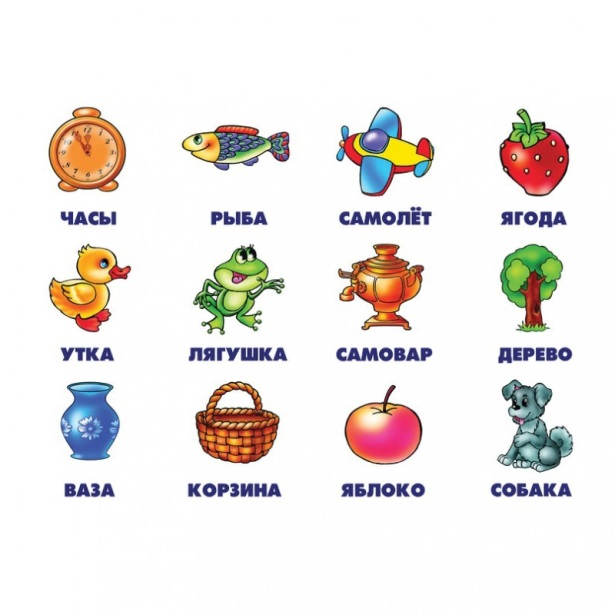 ЧАСЫ РЫБА САМОЛЁТ ЯГОДА
УТКА ЛЯГУШКА САМОВАР ДЕРЕВО
ВАЗА КОРЗИНА ЯБЛОКО СОБАКА